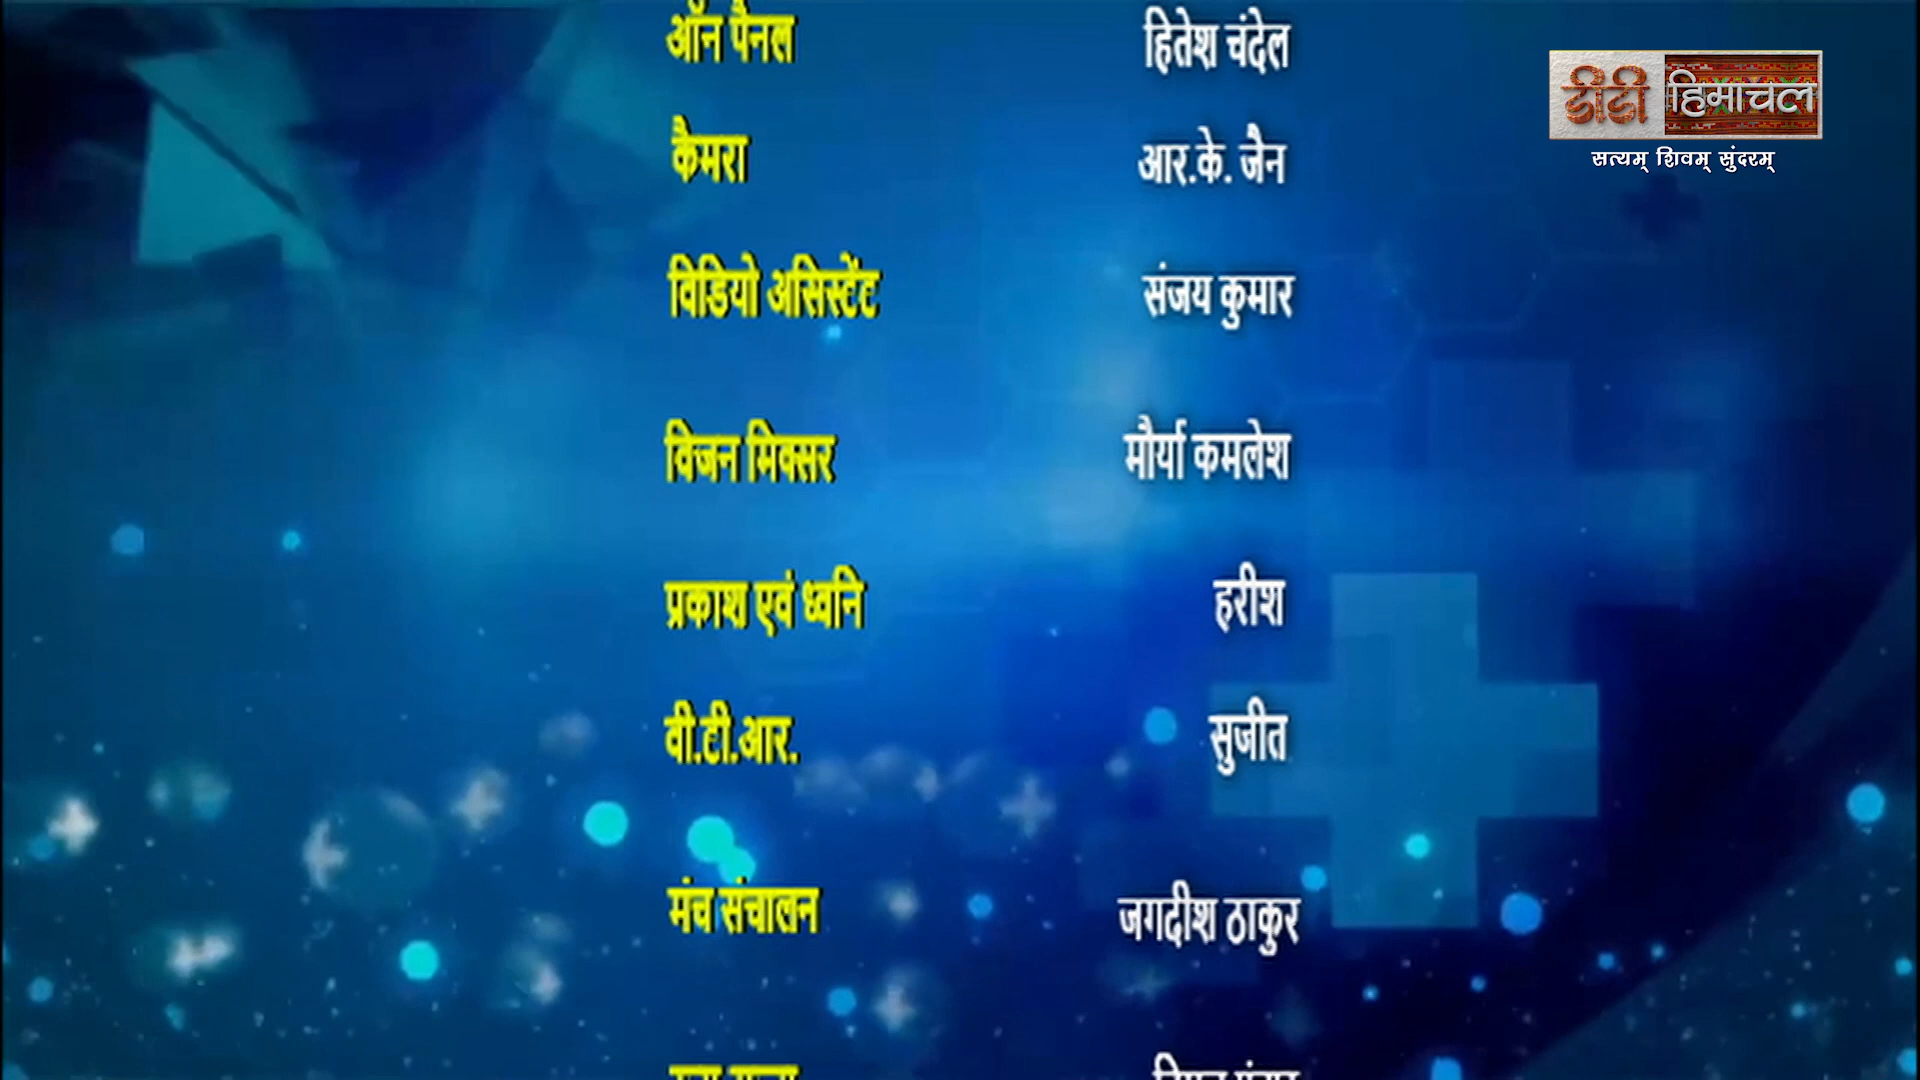 ऑन पैनल हितेश चंदेल
डीडी हिमाचल
सत्यम् शिवम् सुंदरम्
कैमरा आर.के. जैन
विडियो असिस्टेंट संजय कुमार
विजन मिक्सर मौर्या कमलेश
प्रकाश एवं ध्वनि हरीश
वी.टी.आर. सुजीत
मंच संचालन जगदीश ठाकुर